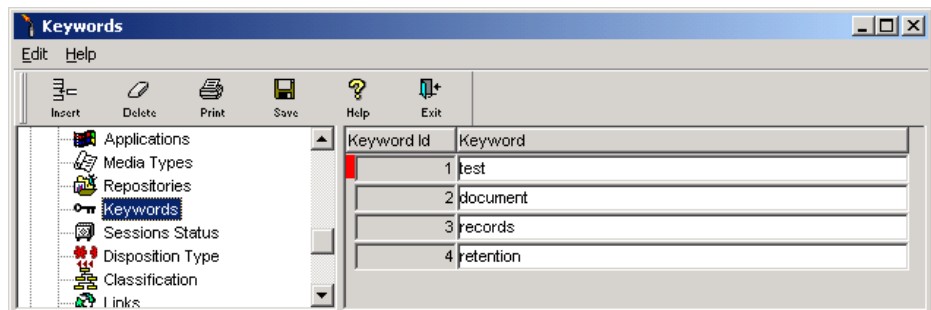 Keywords
Edit Help
Insert Delete Print Save Help Exit
Applications
Media Types
Repositories
Keywords
Sessions Status
Disposition Type
Classification
Links
Keyword Id Keyword
1 test
2 document
3 records
4 retention